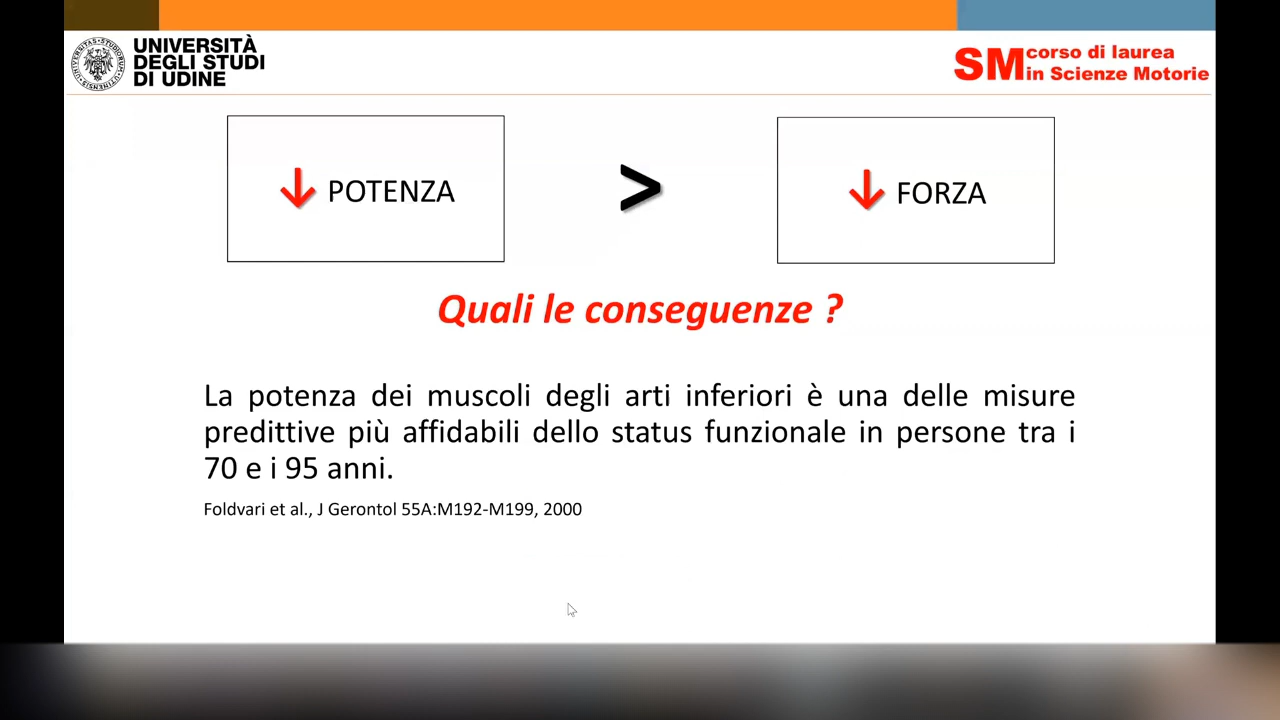 UNIVERSITÀ
DEGLI STUDI
DI UDINE
SM corso di laurea
in Scienze Motorie
↓ POTENZA
>
↓ FORZA
Quali le conseguenze ?
La potenza dei muscoli degli arti inferiori è una delle misure
predittive più affidabili dello status funzionale in persone tra i
70 e i 95 anni.
Foldvari et al., J Gerontol 55A:M192-M199, 2000